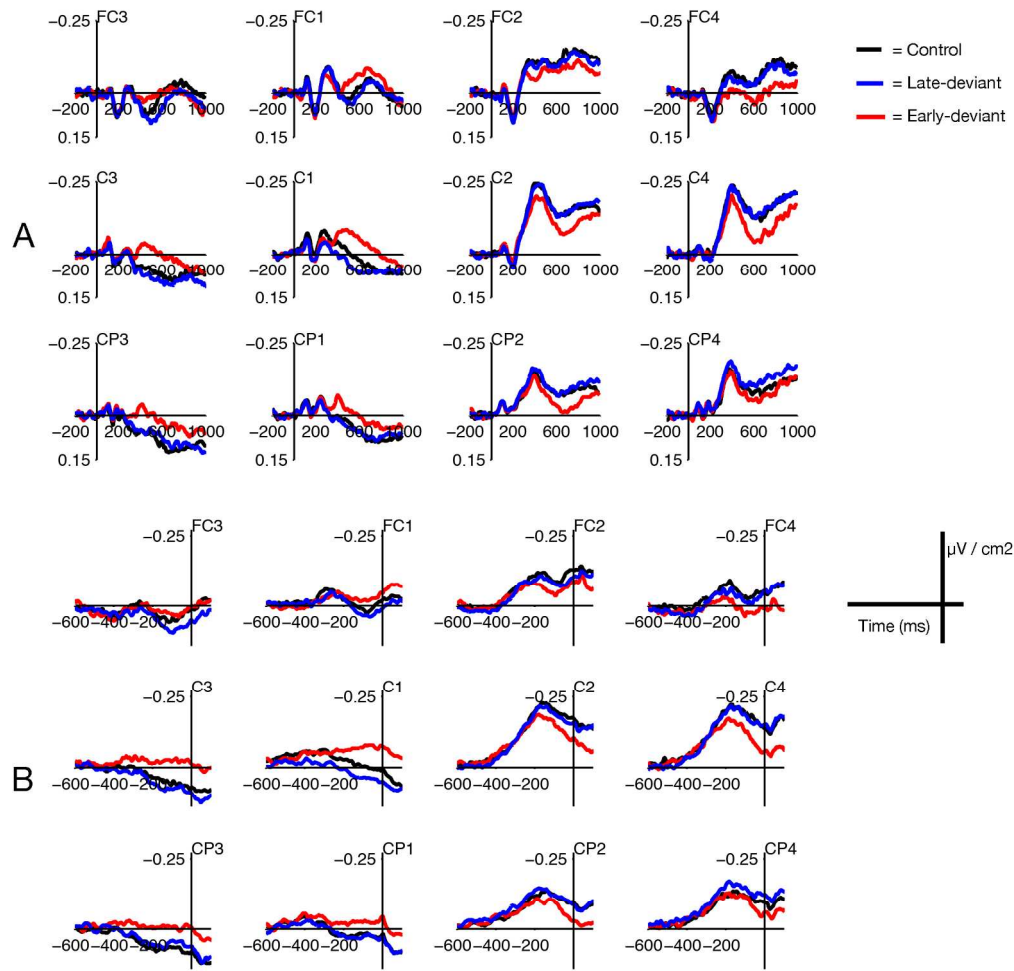 FC3 FC1 FC2 FC4
-0.25 -0.25 -0.25 -0.25
= Control
= Late-deviant
= Early-deviant
-200 200 600 1000 -200 200 600 1000 -200 200 600 1000 -200 200 600 1000
0.15 0.15 0.15 0.15
A
C3 C1 C2 C4
-0.25 -0.25 -0.25 -0.25
-200 200 600 1000 -200 200 600 1000 -200 200 600 1000 -200 200 600 1000
0.15 0.15 0.15 0.15
CP3 CP1 CP2 CP4
-0.25 -0.25 -0.25 -0.25
-200 200 600 1000 -200 200 600 1000 -200 200 600 1000 -200 200 600 1000
0.15 0.15 0.15 0.15
FC3 FC1 FC2 FC4
-0.25 -0.25 -0.25 -0.25
µV / cm2
Time (ms)
-600-400-200 -600-400-200 -600-400-200 -600-400-200
B
C3 C1 C2 C4
-0.25 -0.25 -0.25 -0.25
-600-400-200 -600-400-200 -600-400-200 -600-400-200
CP3 CP1 CP2 CP4
-0.25 -0.25 -0.25 -0.25
-600-400-200 -600-400-200 -600-400-200 -600-400-200